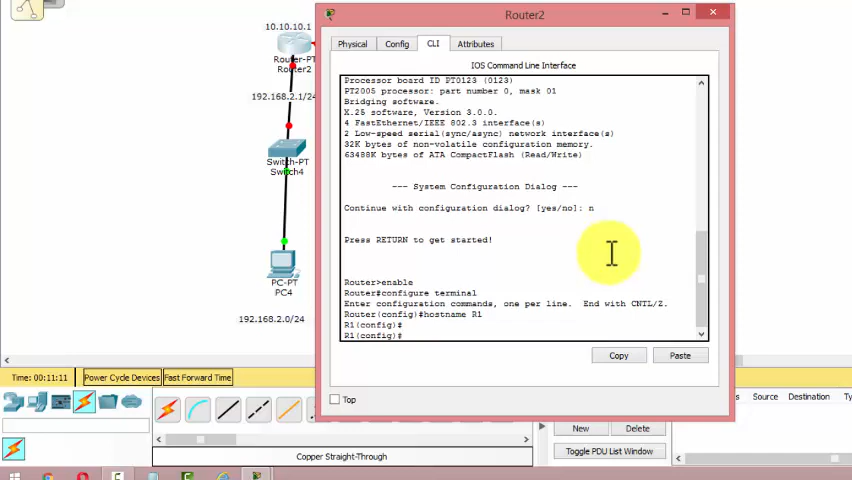 Router2
Physical
Config
CLI
Attributes
IOS Command Line Interface
Processor board ID PT0123 (0123)
PT2005 processor: part number 0, mask 01
Bridging software.
X.25 software, Version 3.0.0.
4 FastEthernet/IEEE 802.3 interface(s)
2 Low-speed serial(sync/async) network interface(s)
32K bytes of non-volatile configuration memory.
63488K bytes of ATA CompactFlash (Read/Write)
--- System Configuration Dialog ---
Continue with configuration dialog? [yes/no]: n
Press RETURN to get started!
Router>enable
Router#configure terminal
Enter configuration commands, one per line.  End with CNTL/Z.
Router(config)#hostname R1
R1(config)#
R1(config)#
Copy
Paste
Top
10.10.10.1
Router-PT
Router2
192.168.2.1/24
Switch-PT
Switch4
PC-PT
PC4
192.168.2.0/24
Time: 00:11:11
Power Cycle Devices
Fast Forward Time
Source
Destination
Copper Straight-Through
New
Delete
Toggle PDU List Window